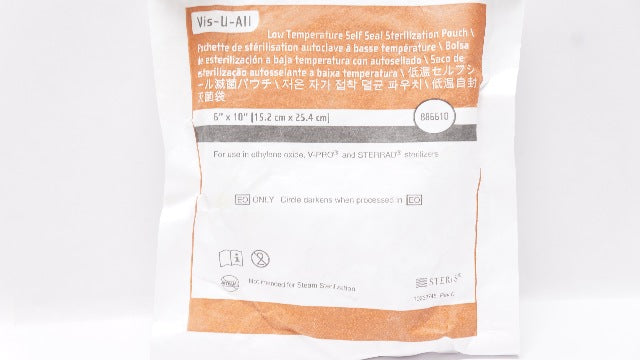 Vis-U-All
Low Temperature Self Seal Sterilization Pouch \
Pochette de stérilisation autoclave à basse température \ Bolsa
de esterilización a baja temperatura con autosellado \ Saco de
esterilização autosselante a baixa temperatura \ 低温セルフシ
ール滅菌パウチ \ 저온 자가 접착 멸균 파우치 \ 低温自封
灭菌袋
6" x 10" [15.2 cm x 25.4 cm]
886610
For use in ethylene oxide, V-PRO® and STERRAD® sterilizers
EO ONLY Circle darkens when processed in EO
Not Intended for Steam Sterilization
STERIS®